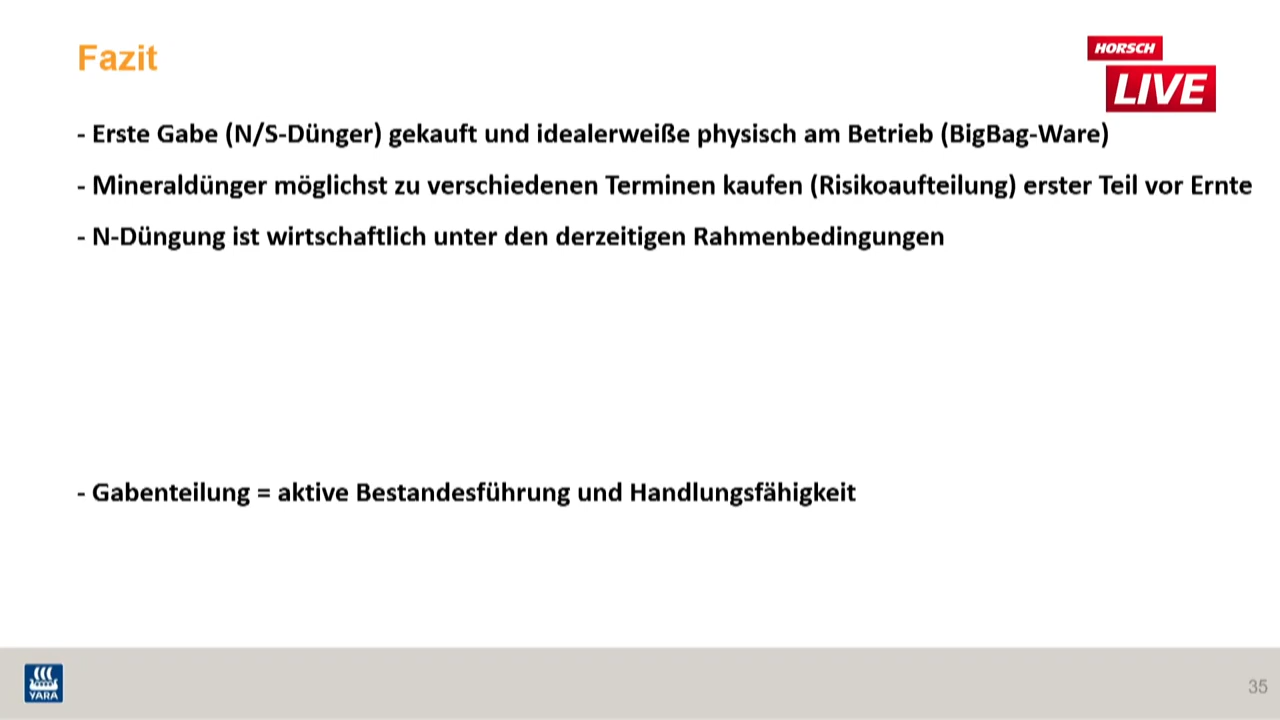 Fazit
HORSCH
LIVE
- Erste Gabe (N/S-Dünger) gekauft und idealerweiße physisch am Betrieb (BigBag-Ware)
- Mineraldünger möglichst zu verschiedenen Terminen kaufen (Risikoaufteilung) erster Teil vor Ernte
- N-Düngung ist wirtschaftlich unter den derzeitigen Rahmenbedingungen
- Gabenteilung = aktive Bestandesführung und Handlungsfähigkeit
YARA
35